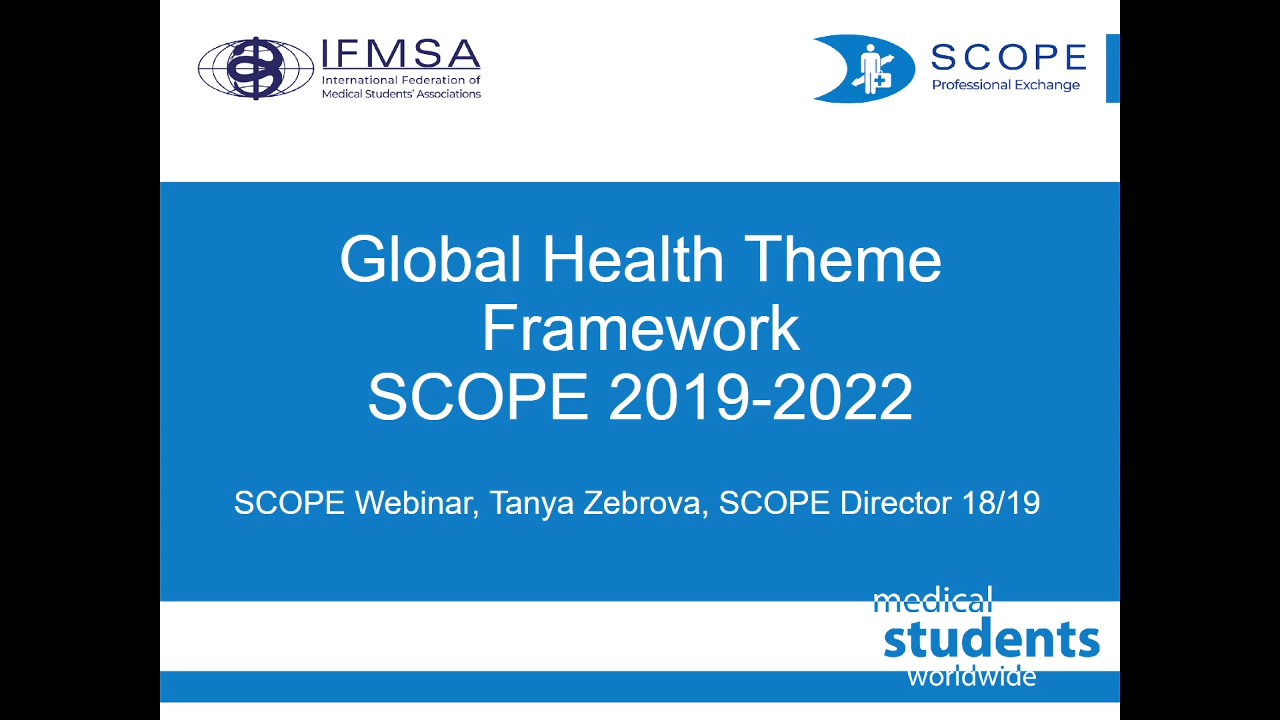 IFMSA
International Federation of
Medical Students' Associations
SCOPE
Professional Exchange
Global Health Theme
Framework
SCOPE 2019-2022
SCOPE Webinar, Tanya Zebrova, SCOPE Director 18/19
medical
students
worldwide